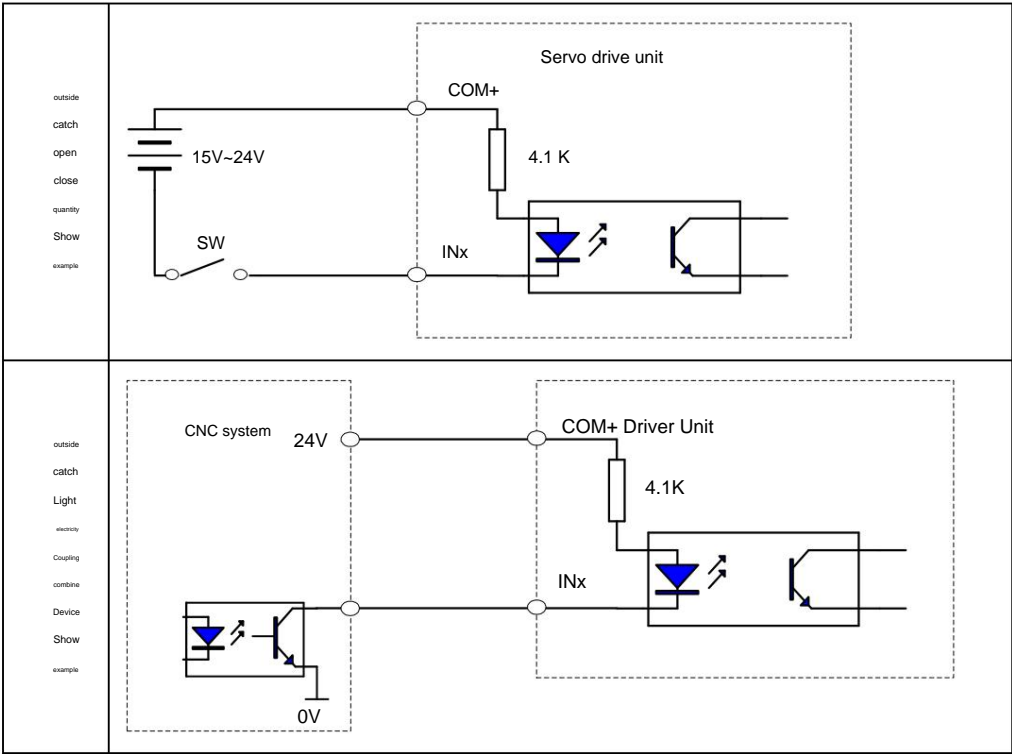 outside
catch
open
close
quantity
Show
example
Servo drive unit
COM+
15V~24V
4.1 K
SW
INx
outside
catch
Light
electricity
Coupling
combine
Device
Show
example
CNC system
24V
COM+ Driver Unit
4.1K
INx
0V